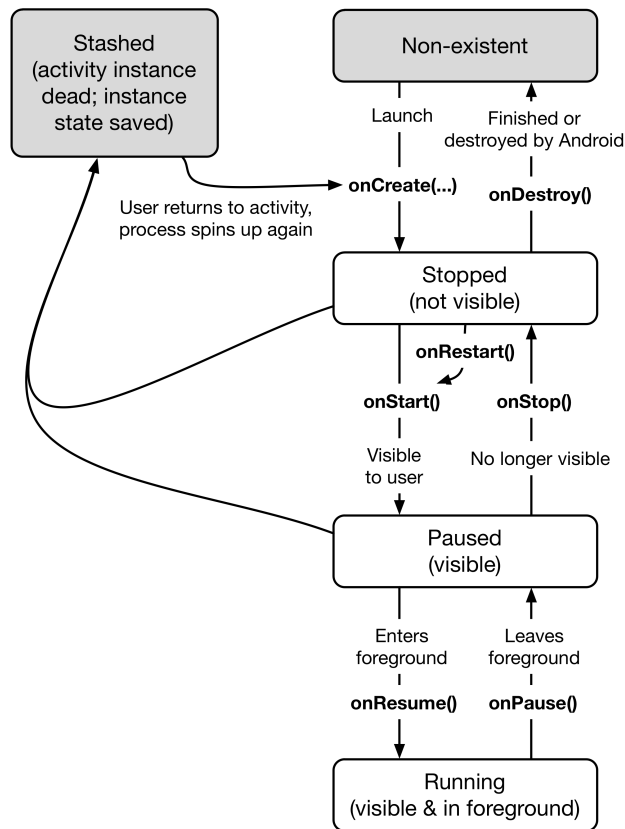 Stashed
(activity instance
dead; instance
state saved)
Non-existent
Launch
Finished or
destroyed by Android
onCreate(...)
onDestroy()
User returns to activity,
process spins up again
Stopped
(not visible)
onRestart()
onStart()
onStop()
Visible
to user
No longer visible
Paused
(visible)
Enters
foreground
Leaves
foreground
onResume()
onPause()
Running
(visible & in foreground)